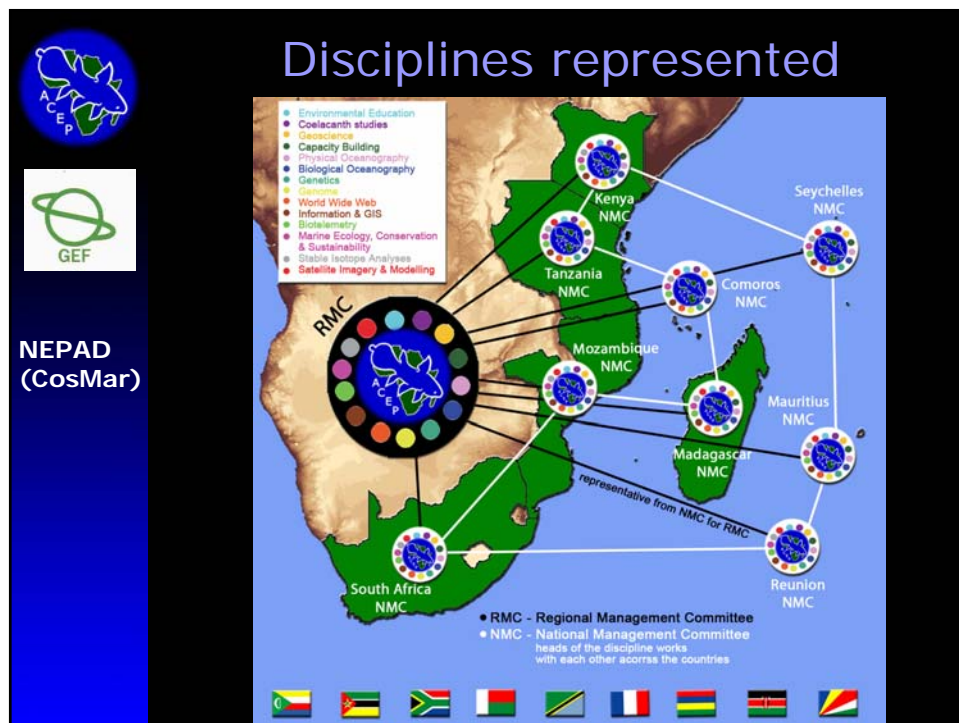 Disciplines represented
A C E P
GEF
NEPAD
(CosMar)
Environmental Education
Coelacanth studies
Geoscience
Capacity Building
Physical Oceanography
Biological Oceanography
Genetics
Genome
World Wide Web
Information & GIS
Biotelemetry
Marine Ecology, Conservation
& Sustainability
Stable Isotope Analyses
Satellite Imagery & Modelling
RMC
A C E P
Kenya
NMC
Seychelles
NMC
Tanzania
NMC
Comoros
NMC
Mozambique
NMC
Mauritius
NMC
Madagascar
NMC
representative from NMC for RMC
South Africa
NMC
Reunion
NMC
RMC - Regional Management Committee
NMC - National Management Committee
heads of the discipline works
with each other acorrss the countries